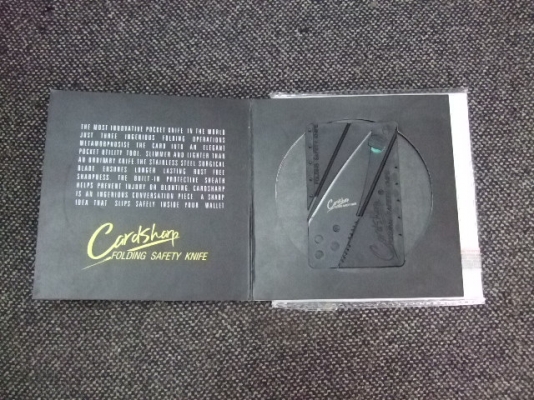 THE MOST INNOVATIVE POCKET KNIFE IN THE WORLD
JUST THREE INGENIOUS FOLDING OPERATIONS
METAMORPHOSISE THE CARD INTO AN ELEGANT
POCKET UTILITY TOOL. SLIMMER AND LIGHTER THAN
AN ORDINARY KNIFE THE STAINLESS STEEL SURGICAL
BLADE ENSURES LONGER LASTING RUST FREE
SHARPNESS. THE BUILT-IN PROTECTIVE SHEATH
HELPS PREVENT INJURY OR BLUNTING. CARDSHARP
IS AN INGENIOUS CONVERSATION PIECE. A SHARP
IDEA THAT SLIPS SAFELY INSIDE YOUR WALLET
CardSharp
FOLDING SAFETY KNIFE
CardSharp